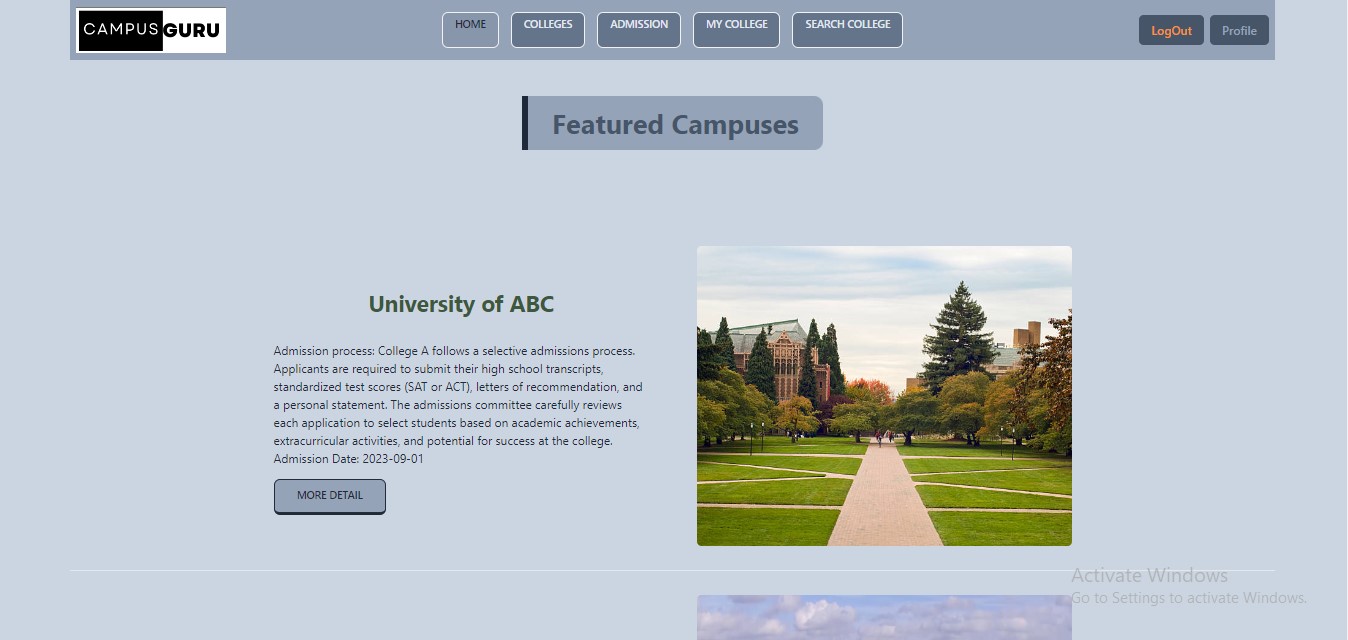 CAMPUSGURU
HOME
COLLEGES
ADMISSION
MY COLLEGE
SEARCH COLLEGE
LogOut
Profile
Featured Campuses
University of ABC
Admission process: College A follows a selective admissions process.
Applicants are required to submit their high school transcripts,
standardized test scores (SAT or ACT), letters of recommendation, and
a personal statement. The admissions committee carefully reviews
each application to select students based on academic achievements,
extracurricular activities, and potential for success at the college.
Admission Date: 2023-09-01
MORE DETAIL
Activate Windows
Go to Settings to activate Windows.